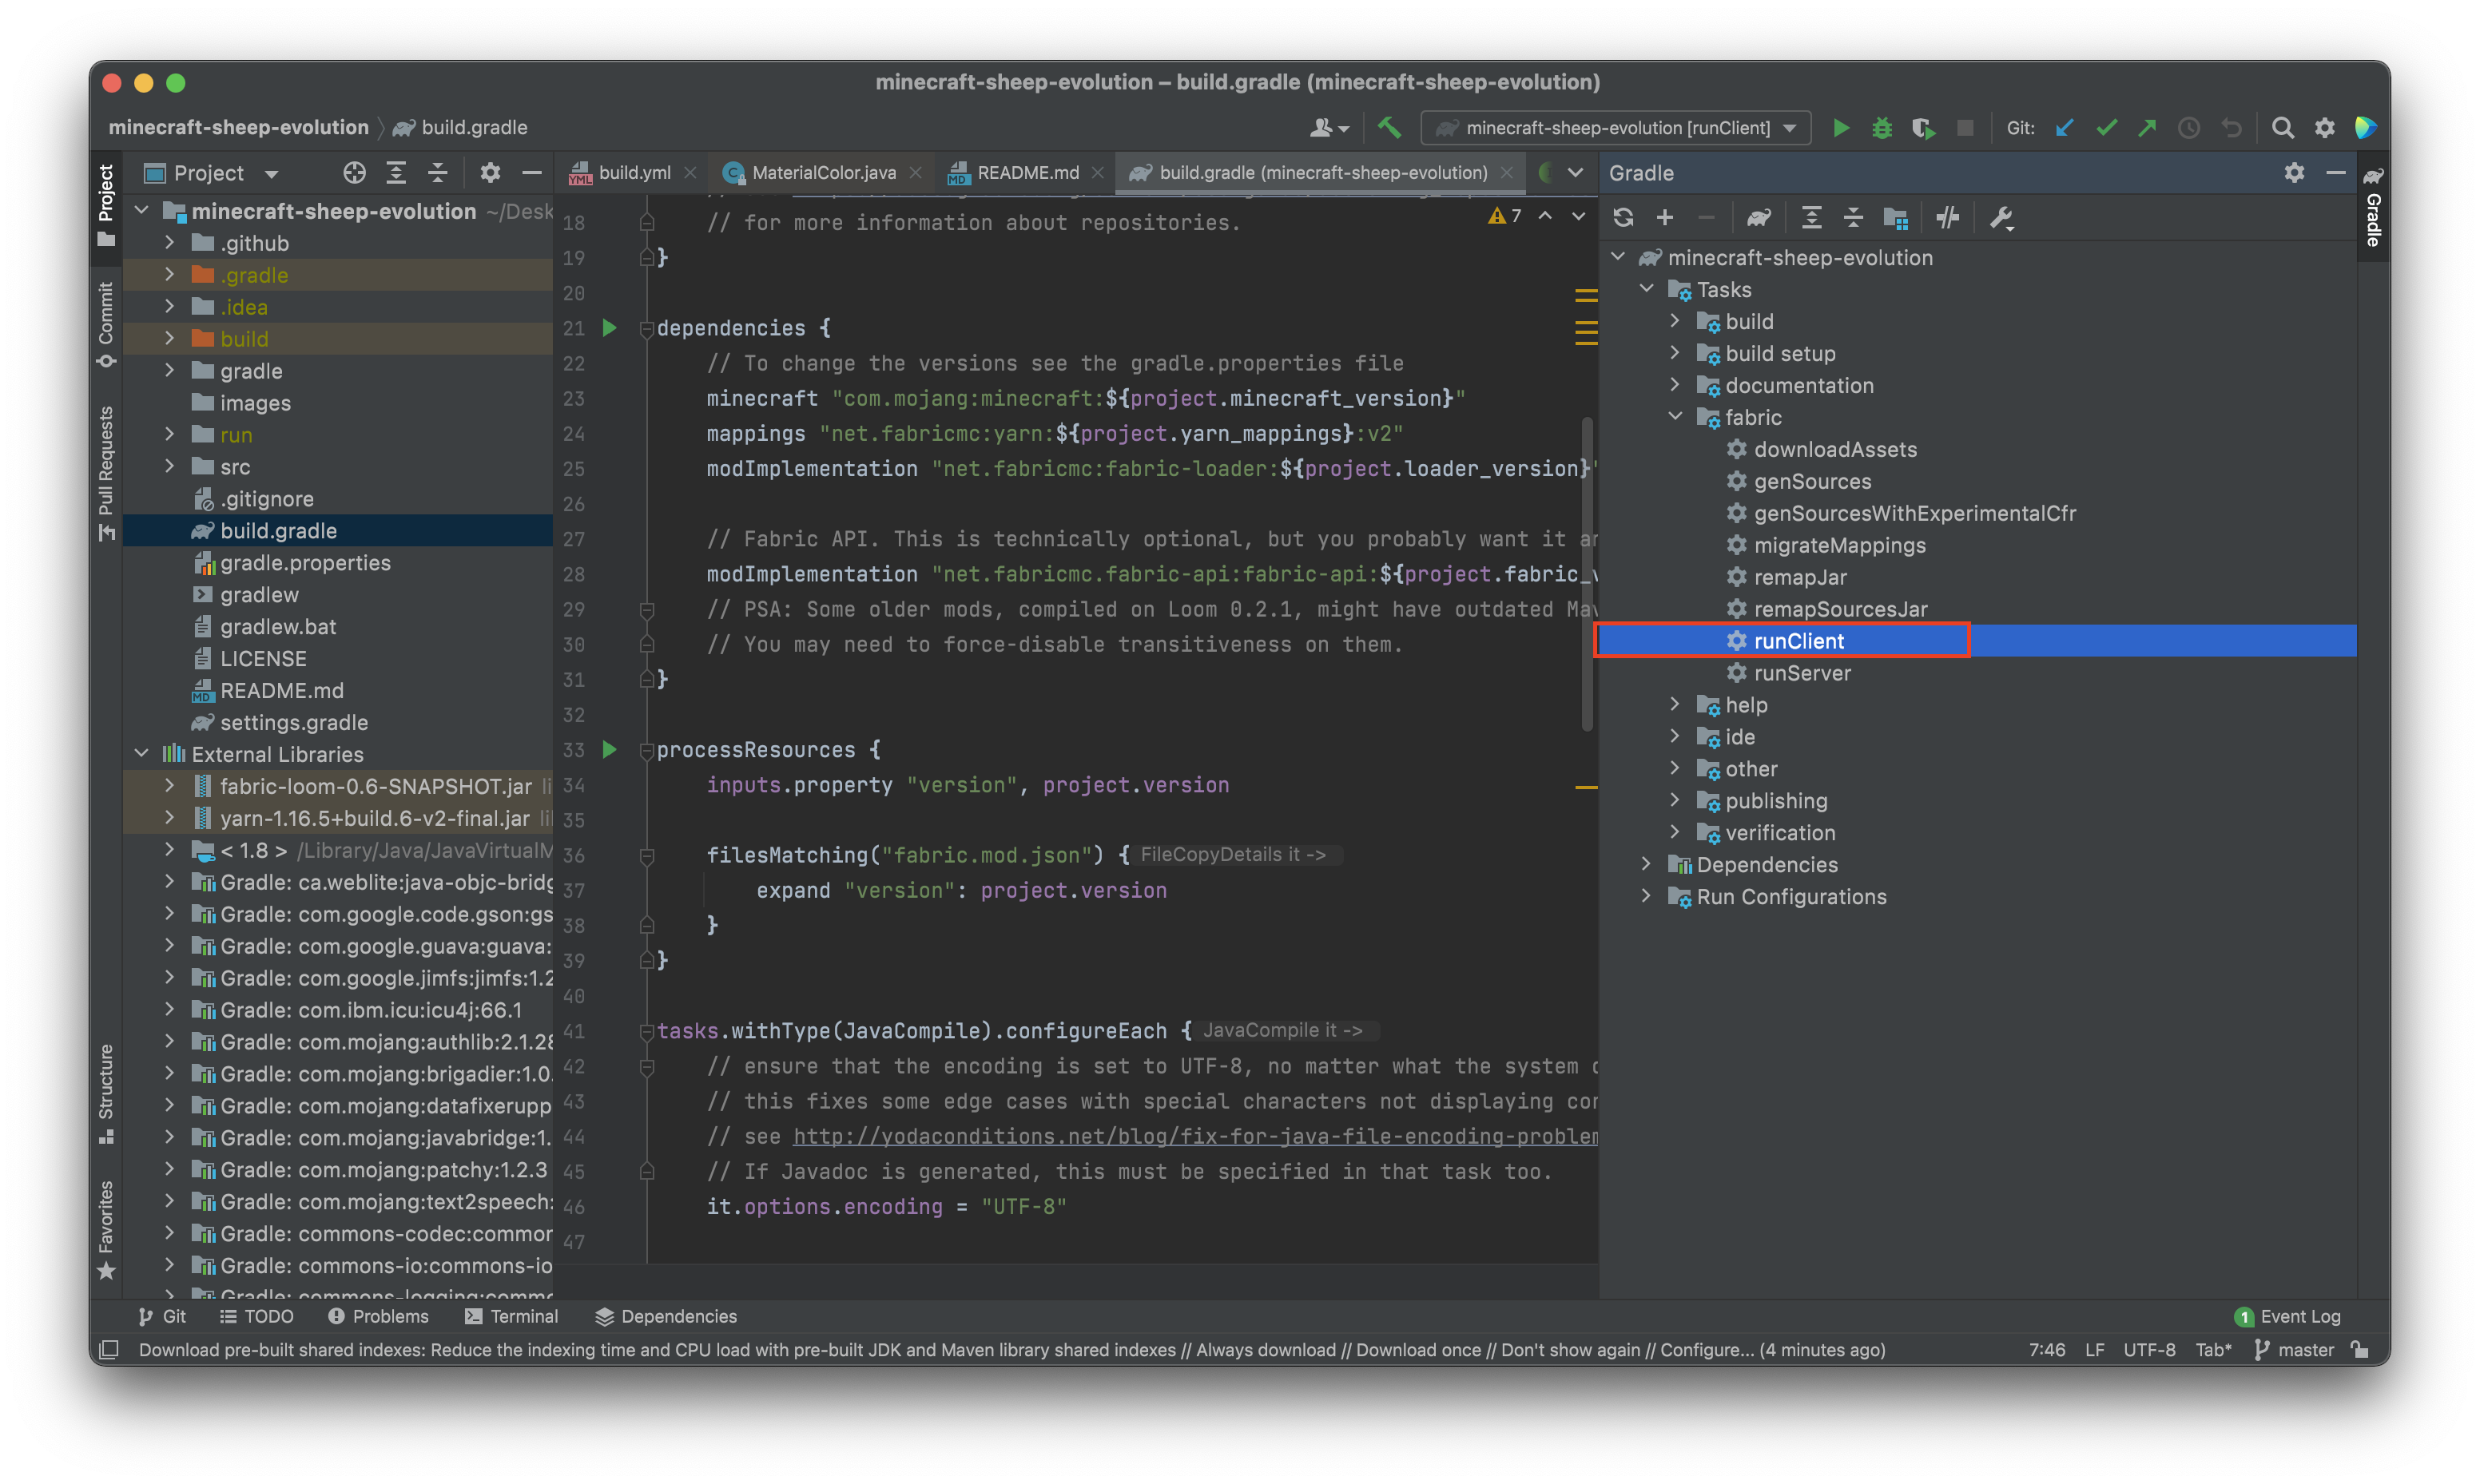 minecraft-sheep-evolution – build.gradle (minecraft-sheep-evolution)
minecraft-sheep-evolution
build.gradle
minecraft-sheep-evolution [runClient]
Git:
Project
Commit
Pull Requests
Structure
Favorites
Project
minecraft-sheep-evolution ~/Desk
.github
.gradle
.idea
build
gradle
images
run
src
.gitignore
build.gradle
gradle.properties
gradlew
gradlew.bat
LICENSE
README.md
settings.gradle
External Libraries
fabric-loom-0.6-SNAPSHOT.jar li
yarn-1.16.5+build.6-v2-final.jar li
< 1.8 > /Library/Java/JavaVirtualM
Gradle: ca.weblite:java-objc-bridg
Gradle: com.google.code.gson:gs
Gradle: com.google.guava:guava:
Gradle: com.google.jimfs:jimfs:1.2
Gradle: com.ibm.icu:icu4j:66.1
Gradle: com.mojang:authlib:2.1.28
Gradle: com.mojang:brigadier:1.0.
Gradle: com.mojang:datafixerupp
Gradle: com.mojang:javabridge:1.
Gradle: com.mojang:patchy:1.2.3
Gradle: com.mojang:text2speech:
Gradle: commons-codec:common
Gradle: commons-io:commons-io
Gradle: commons-logging:commo
build.yml
MaterialColor.java
README.md
build.gradle (minecraft-sheep-evolution)
7
18 // for more information about repositories.
19 }
20
21 dependencies {
22 // To change the versions see the gradle.properties file
23 minecraft "com.mojang:minecraft:${project.minecraft_version}"
24 mappings "net.fabricmc:yarn:${project.yarn_mappings}:v2"
25 modImplementation "net.fabricmc:fabric-loader:${project.loader_version}"
26
27 // Fabric API. This is technically optional, but you probably want it an
28 modImplementation "net.fabricmc.fabric-api:fabric-api:${project.fabric_v
29 // PSA: Some older mods, compiled on Loom 0.2.1, might have outdated Mav
30 // You may need to force-disable transitiveness on them.
31 }
32
33 processResources {
34 inputs.property "version", project.version
35
36 filesMatching("fabric.mod.json") { FileCopyDetails it ->
37 expand "version": project.version
38 }
39 }
40
41 tasks.withType(JavaCompile).configureEach { JavaCompile it ->
42 // ensure that the encoding is set to UTF-8, no matter what the system d
43 // this fixes some edge cases with special characters not displaying cor
44 // see http://yodaconditions.net/blog/fix-for-java-file-encoding-problem
45 // If Javadoc is generated, this must be specified in that task too.
46 it.options.encoding = "UTF-8"
47
Gradle
minecraft-sheep-evolution
Tasks
build
build setup
documentation
fabric
downloadAssets
genSources
genSourcesWithExperimentalCfr
migrateMappings
remapJar
remapSourcesJar
runClient
runServer
help
ide
other
publishing
verification
Dependencies
Run Configurations
Gradle
Git
TODO
Problems
Terminal
Dependencies
1 Event Log
Download pre-built shared indexes: Reduce the indexing time and CPU load with pre-built JDK and Maven library shared indexes // Always download // Download once // Don't show again // Configure... (4 minutes ago)
7:46 LF UTF-8 Tab* master